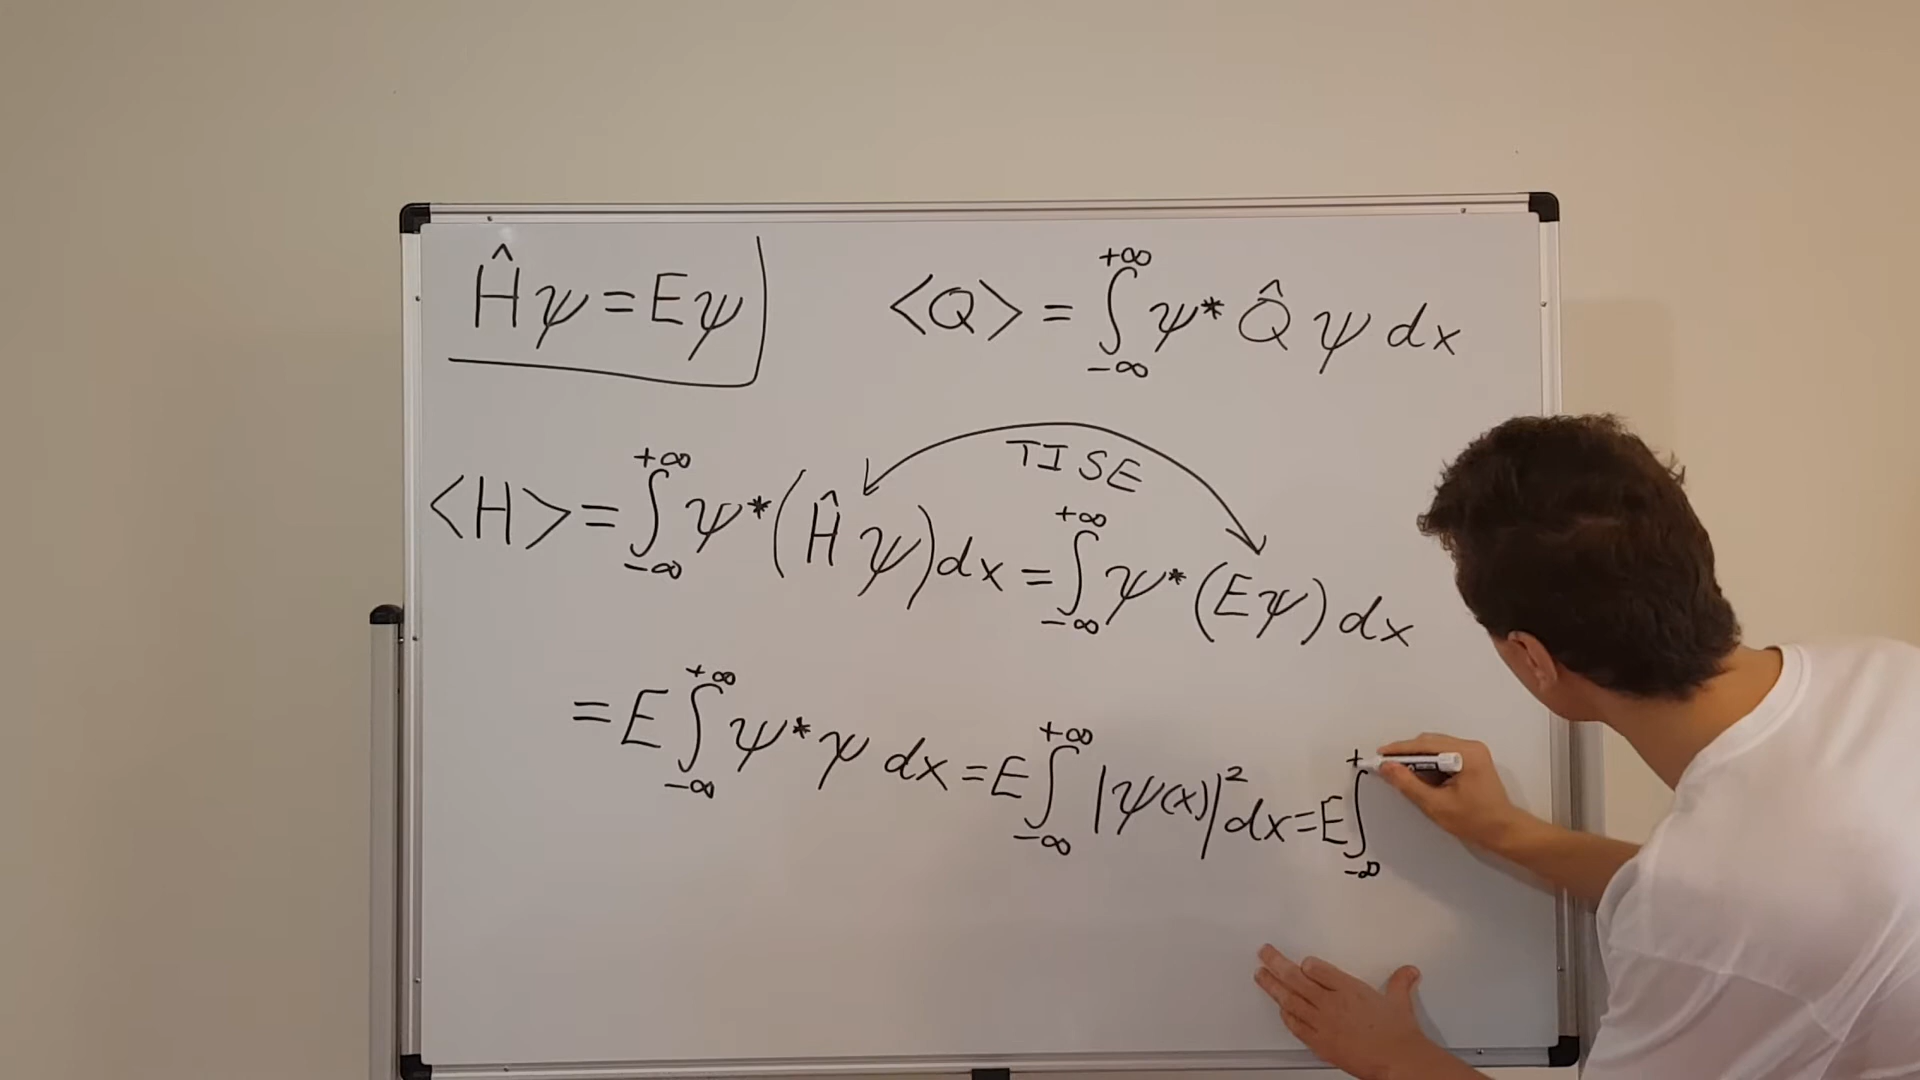 Ĥψ = Eψ
<Q> = ∫_{-∞}^{+∞} ψ* Q̂ ψ dx
TISE
<H> = ∫_{-∞}^{+∞} ψ* (Ĥψ) dx = ∫_{-∞}^{+∞} ψ* (Eψ) dx
= E ∫_{-∞}^{+∞} ψ* ψ dx = E ∫_{-∞}^{+∞} |ψ(x)|² dx = E ∫_{-∞}^{+}